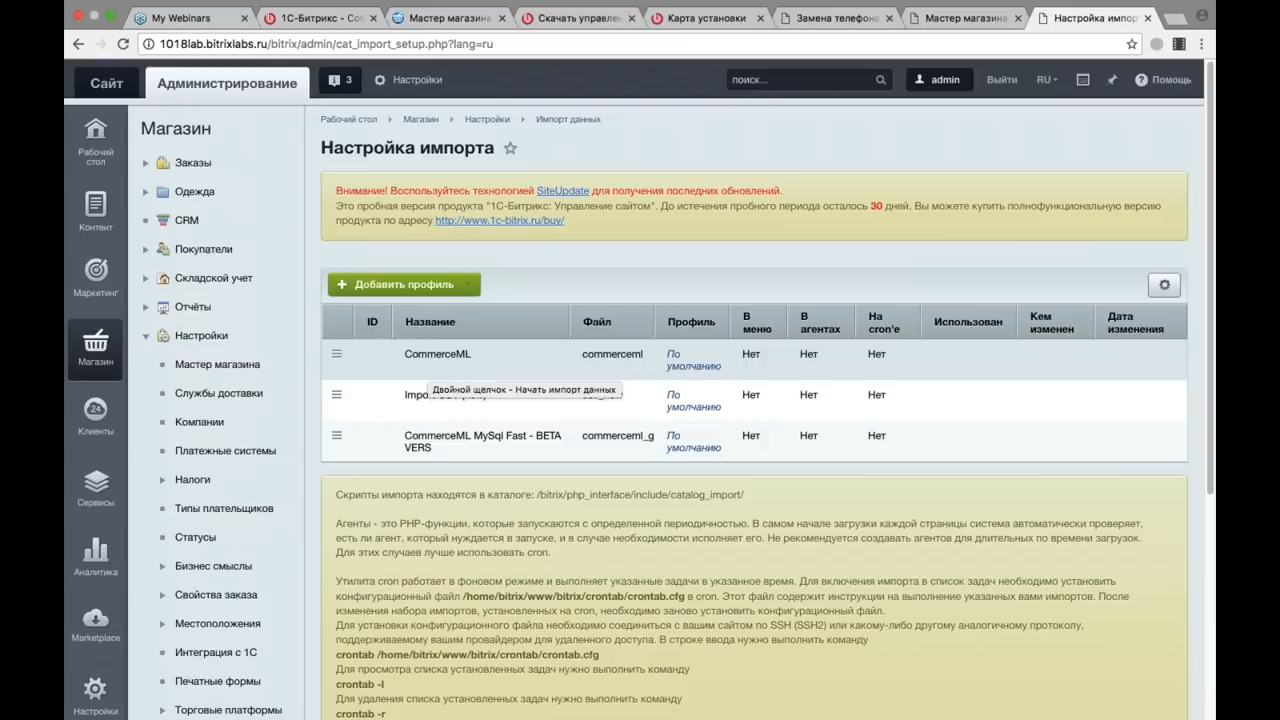 My Webinars
1С-Битрикс - Соб
Мастер магазина
Скачать управлен
Карта установки
Замена телефона
Мастер магазина
Настройка импор
1018lab.bitrixlabs.ru/bitrix/admin/cat_import_setup.php?lang=ru
Сайт
Администрирование
3
Настройки
поиск...
admin
Выйти
RU
Помощь
Рабочий стол
Контент
Маркетинг
Магазин
24
Клиенты
Сервисы
Аналитика
Marketplace
Настройки
Магазин
Заказы
Одежда
CRM
Покупатели
Складской учет
Отчёты
Настройки
Мастер магазина
Службы доставки
Компании
Платежные системы
Налоги
Типы плательщиков
Статусы
Бизнес смыслы
Свойства заказа
Местоположения
Интеграция с 1С
Печатные формы
Торговые платформы
Рабочий стол Магазин Настройки Импорт данных
Настройка импорта
Внимание! Воспользуйтесь технологией SiteUpdate для получения последних обновлений.
Это пробная версия продукта "1С-Битрикс: Управление сайтом". До истечения пробного периода осталось 30 дней. Вы можете купить полнофункциональную версию
продукта по адресу http://www.1c-bitrix.ru/buy/
+ Добавить профиль
ID Название Файл Профиль В меню В агентах На cron'е Использован Кем изменен Дата изменения
CommerceML commerceml По умолчанию Нет Нет Нет
Двойной щелчок - Начать импорт данных
По умолчанию Нет Нет Нет
CommerceML MySql Fast - BETA VERS commerceml_g По умолчанию Нет Нет Нет
Скрипты импорта находятся в каталоге: /bitrix/php_interface/include/catalog_import/
Агенты - это PHP-функции, которые запускаются с определенной периодичностью. В самом начале загрузки каждой страницы система автоматически проверяет,
есть ли агент, который нуждается в запуске, и в случае необходимости исполняет его. Не рекомендуется создавать агентов для длительных по времени загрузок.
Для этих случаев лучше использовать cron.
Утилита cron работает в фоновом режиме и выполняет указанные задачи в указанное время. Для включения импорта в список задач необходимо установить
конфигурационный файл /home/bitrix/www/bitrix/crontab/crontab.cfg в cron. Этот файл содержит инструкции на выполнение указанных вами импортов. После
изменения набора импортов, установленных на cron, необходимо заново установить конфигурационный файл.
Для установки конфигурационного файла необходимо соединиться с вашим сайтом по SSH (SSH2) или какому-либо другому аналогичному протоколу,
поддерживаемому вашим провайдером для удаленного доступа. В строке ввода нужно выполнить команду
crontab /home/bitrix/www/bitrix/crontab/crontab.cfg
Для просмотра списка установленных задач нужно выполнить команду
crontab -l
Для удаления списка установленных задач нужно выполнить команду
crontab -r